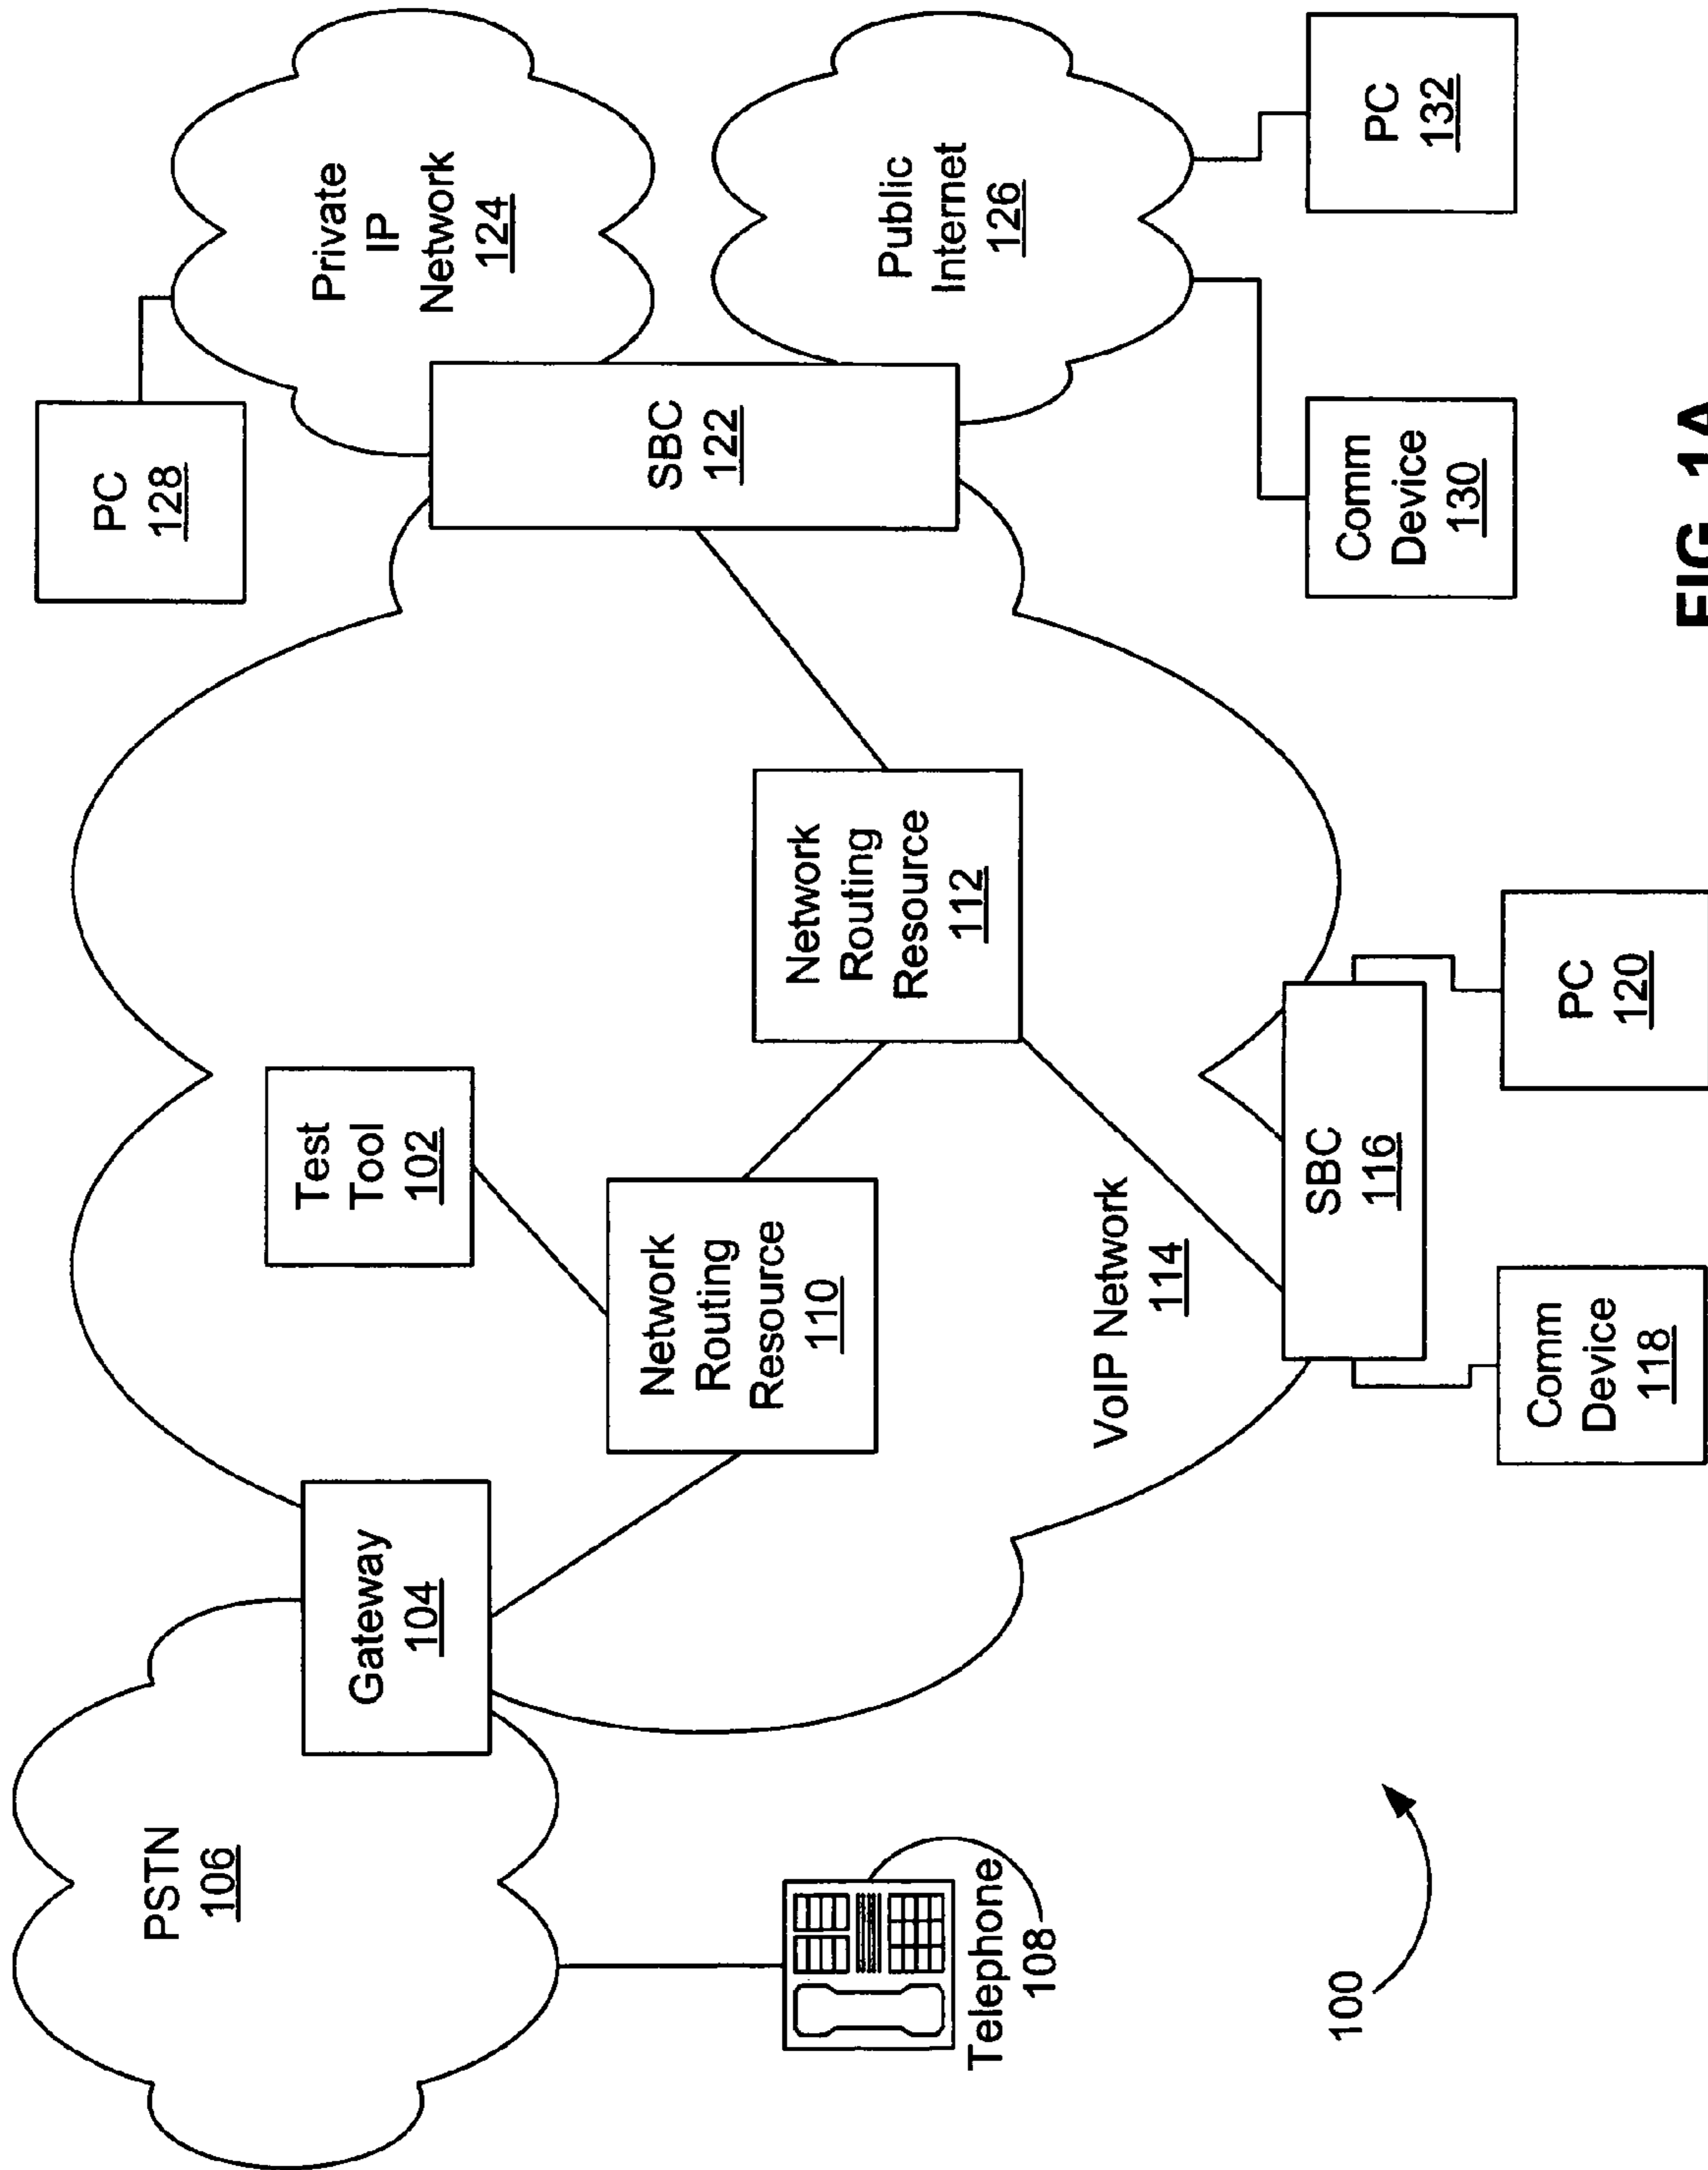 PSTN
106
Gateway
104
Telephone
108
100
Test
Tool
102
Network
Routing
Resource
110
Network
Routing
Resource
112
VoIP Network
114
SBC
116
Comm
Device
118
PC
120
SBC
122
PC
128
Private
IP
Network
124
Public
Internet
126
Comm
Device
130
PC
132
FIG. 1A